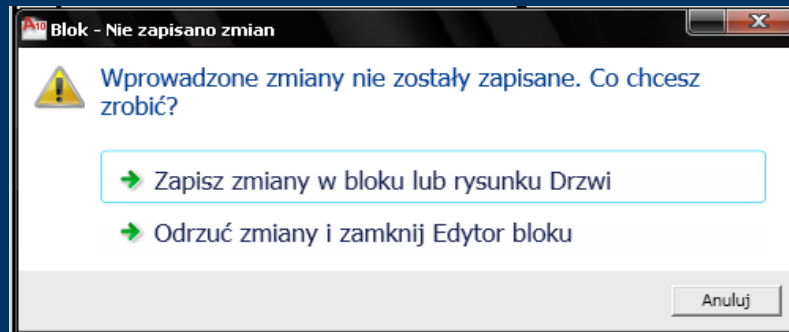 A10 Blok - Nie zapisano zmian
Wprowadzone zmiany nie zostały zapisane. Co chcesz
zrobić?
Zapisz zmiany w bloku lub rysunku Drzwi
Odrzuć zmiany i zamknij Edytor bloku
Anuluj